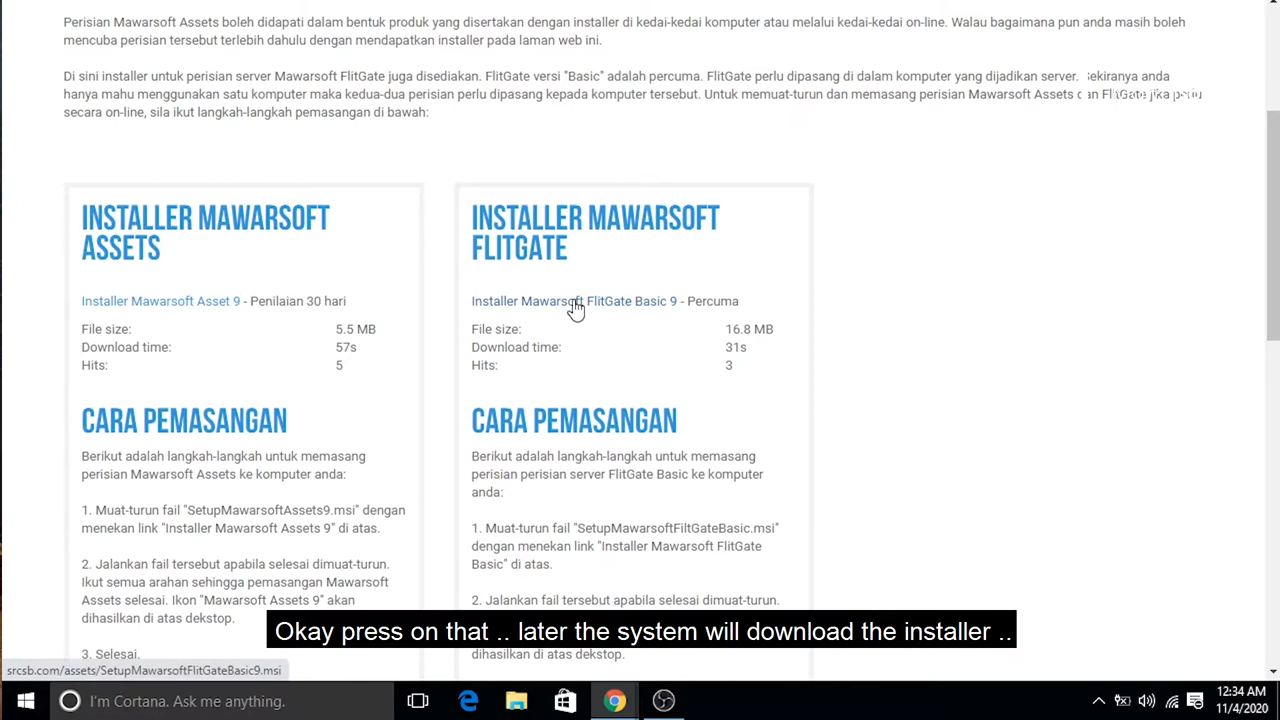 Perisian Mawarsoft Assets boleh didapati dalam bentuk produk yang disertakan dengan installer di kedai-kedai komputer atau melalui kedai-kedai on-line. Walau bagaimana pun anda masih boleh
mencuba perisian tersebut terlebih dahulu dengan mendapatkan installer pada laman web ini.
Di sini installer untuk perisian server Mawarsoft FlitGate juga disediakan. FlitGate versi "Basic" adalah percuma. FlitGate perlu dipasang di dalam komputer yang dijadikan server. Sekiranya anda
hanya mahu menggunakan satu komputer maka kedua-dua perisian perlu dipasang kepada komputer tersebut. Untuk memuat-turun dan memasang perisian Mawarsoft Assets dan FlitGate jika perlu
secara on-line, sila ikut langkah-langkah pemasangan di bawah:
INSTALLER MAWARSOFT
ASSETS
Installer Mawarsoft Asset 9 - Penilaian 30 hari
File size: 5.5 MB
Download time: 57s
Hits: 5
CARA PEMASANGAN
Berikut adalah langkah-langkah untuk memasang
perisian Mawarsoft Assets ke komputer anda:
1. Muat-turun fail "SetupMawarsoftAssets9.msi" dengan
menekan link "Installer Mawarsoft Assets 9" di atas.
2. Jalankan fail tersebut apabila selesai dimuat-turun.
Ikut semua arahan sehingga pemasangan Mawarsoft
Assets selesai. Ikon "Mawarsoft Assets 9" akan
dihasilkan di atas dekstop.
3. Selesai.
INSTALLER MAWARSOFT
FLITGATE
Installer Mawarsoft FlitGate Basic 9 - Percuma
File size: 16.8 MB
Download time: 31s
Hits: 3
CARA PEMASANGAN
Berikut adalah langkah-langkah untuk memasang
perisian perisian server FlitGate Basic ke komputer
anda:
1. Muat-turun fail "SetupMawarsoftFiltGateBasic.msi"
dengan menekan link "Installer Mawarsoft FlitGate
Basic" di atas.
2. Jalankan fail tersebut apabila selesai dimuat-turun.
dihasilkan di atas dekstop.
Okay press on that .. later the system will download the installer ..
srcsb.com/assets/SetupMawarsoftFlitGateBasic9.msi
I'm Cortana. Ask me anything.
12:34 AM
11/4/2020